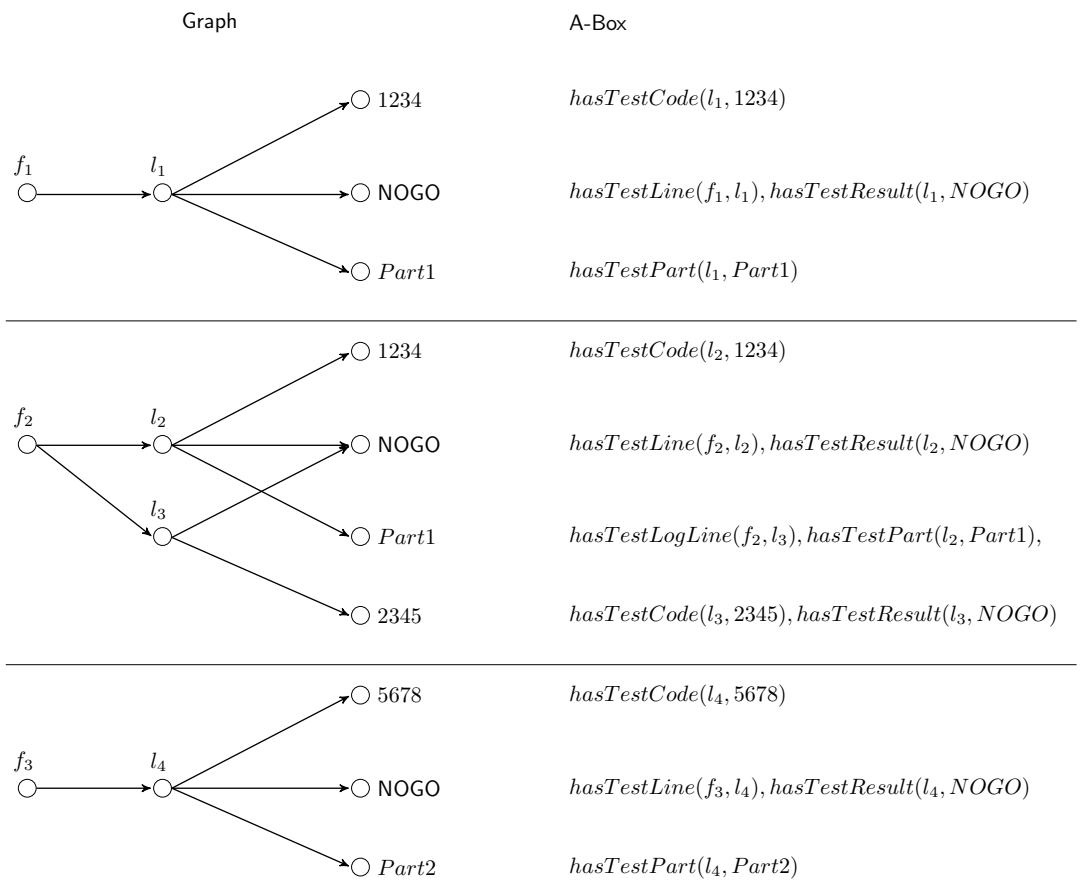 Graph A-Box
1234 hasTestCode(l₁, 1234)
f₁ l₁
NOGO hasTestLine(f₁, l₁), hasTestResult(l₁, NOGO)
Part1 hasTestPart(l₁, Part1)
1234 hasTestCode(l₂, 1234)
f₂ l₂
NOGO hasTestLine(f₂, l₂), hasTestResult(l₂, NOGO)
l₃
Part1 hasTestLogLine(f₂, l₃), hasTestPart(l₂, Part1),
2345 hasTestCode(l₃, 2345), hasTestResult(l₃, NOGO)
5678 hasTestCode(l₄, 5678)
f₃ l₄
NOGO hasTestLine(f₃, l₄), hasTestResult(l₄, NOGO)
Part2 hasTestPart(l₄, Part2)